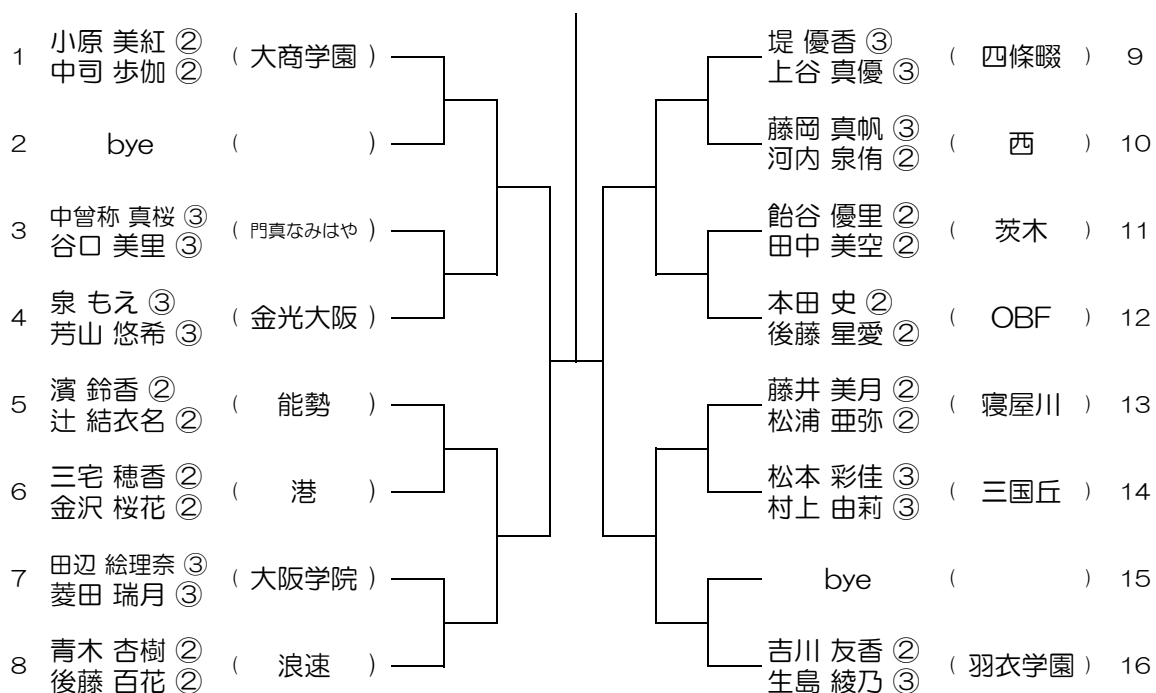 1 小原 美紅 ② ( 大商学園 )
中司 歩伽 ②
2 bye ( )
3 中曾称 真桜 ③ ( 門真なみはや )
谷口 美里 ③
4 泉 もえ ③ ( 金光大阪 )
芳山 悠希 ③
5 濱 鈴香 ② ( 能勢 )
辻 結衣名 ②
6 三宅 穂香 ② ( 港 )
金沢 桜花 ②
7 田辺 絵理奈 ③ ( 大阪学院 )
菱田 瑞月 ③
8 青木 杏樹 ② ( 浪速 )
後藤 百花 ②
堤 優香 ③ ( 四條畷 ) 9
上谷 真優 ③
藤岡 真帆 ③ ( 西 ) 10
河内 泉侑 ②
飴谷 優里 ② ( 茨木 ) 11
田中 美空 ②
本田 史 ② ( OBF ) 12
後藤 星愛 ②
藤井 美月 ② ( 寝屋川 ) 13
松浦 亜弥 ②
松本 彩佳 ③ ( 三国丘 ) 14
村上 由莉 ③
bye ( ) 15
吉川 友香 ② ( 羽衣学園 ) 16
生島 綾乃 ③